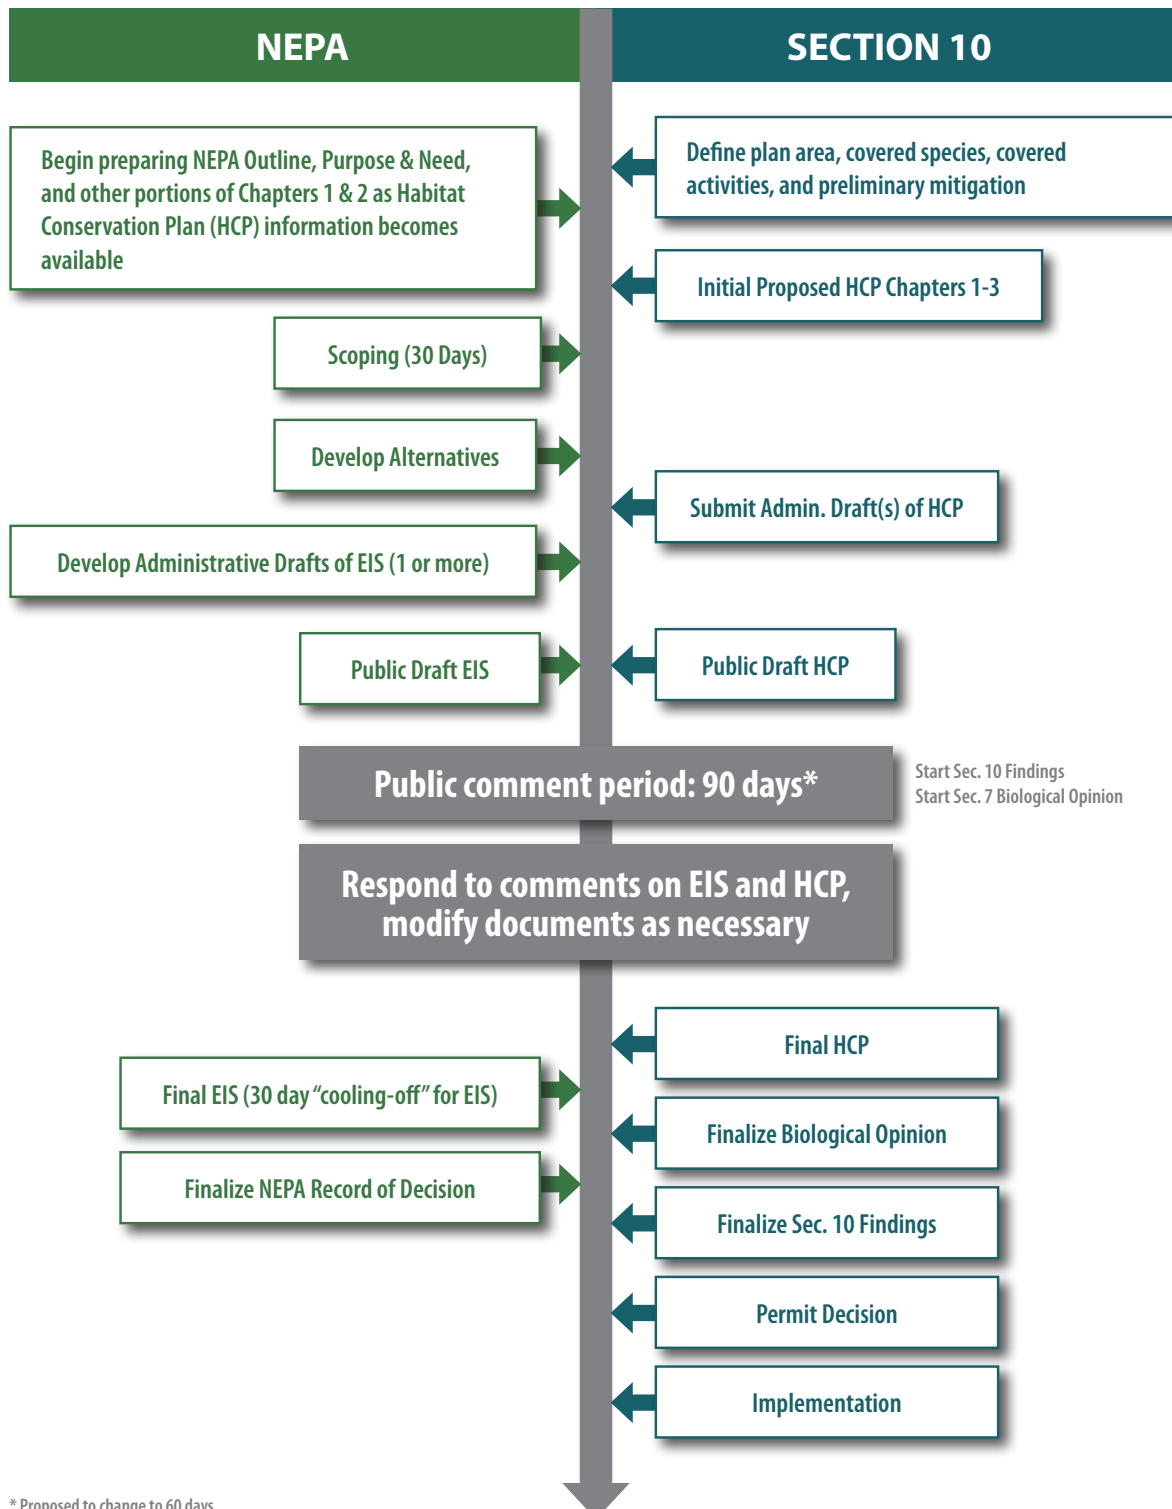 NEPA
SECTION 10
Begin preparing NEPA Outline, Purpose & Need,
and other portions of Chapters 1 & 2 as Habitat
Conservation Plan (HCP) information becomes
available
Define plan area, covered species, covered
activities, and preliminary mitigation
Initial Proposed HCP Chapters 1-3
Scoping (30 Days)
Develop Alternatives
Submit Admin. Draft(s) of HCP
Develop Administrative Drafts of EIS (1 or more)
Public Draft EIS
Public Draft HCP
Public comment period: 90 days*
Start Sec. 10 Findings
Start Sec. 7 Biological Opinion
Respond to comments on EIS and HCP,
modify documents as necessary
Final HCP
Final EIS (30 day “cooling-off” for EIS)
Finalize Biological Opinion
Finalize NEPA Record of Decision
Finalize Sec. 10 Findings
Permit Decision
Implementation
* Proposed to change to 60 days